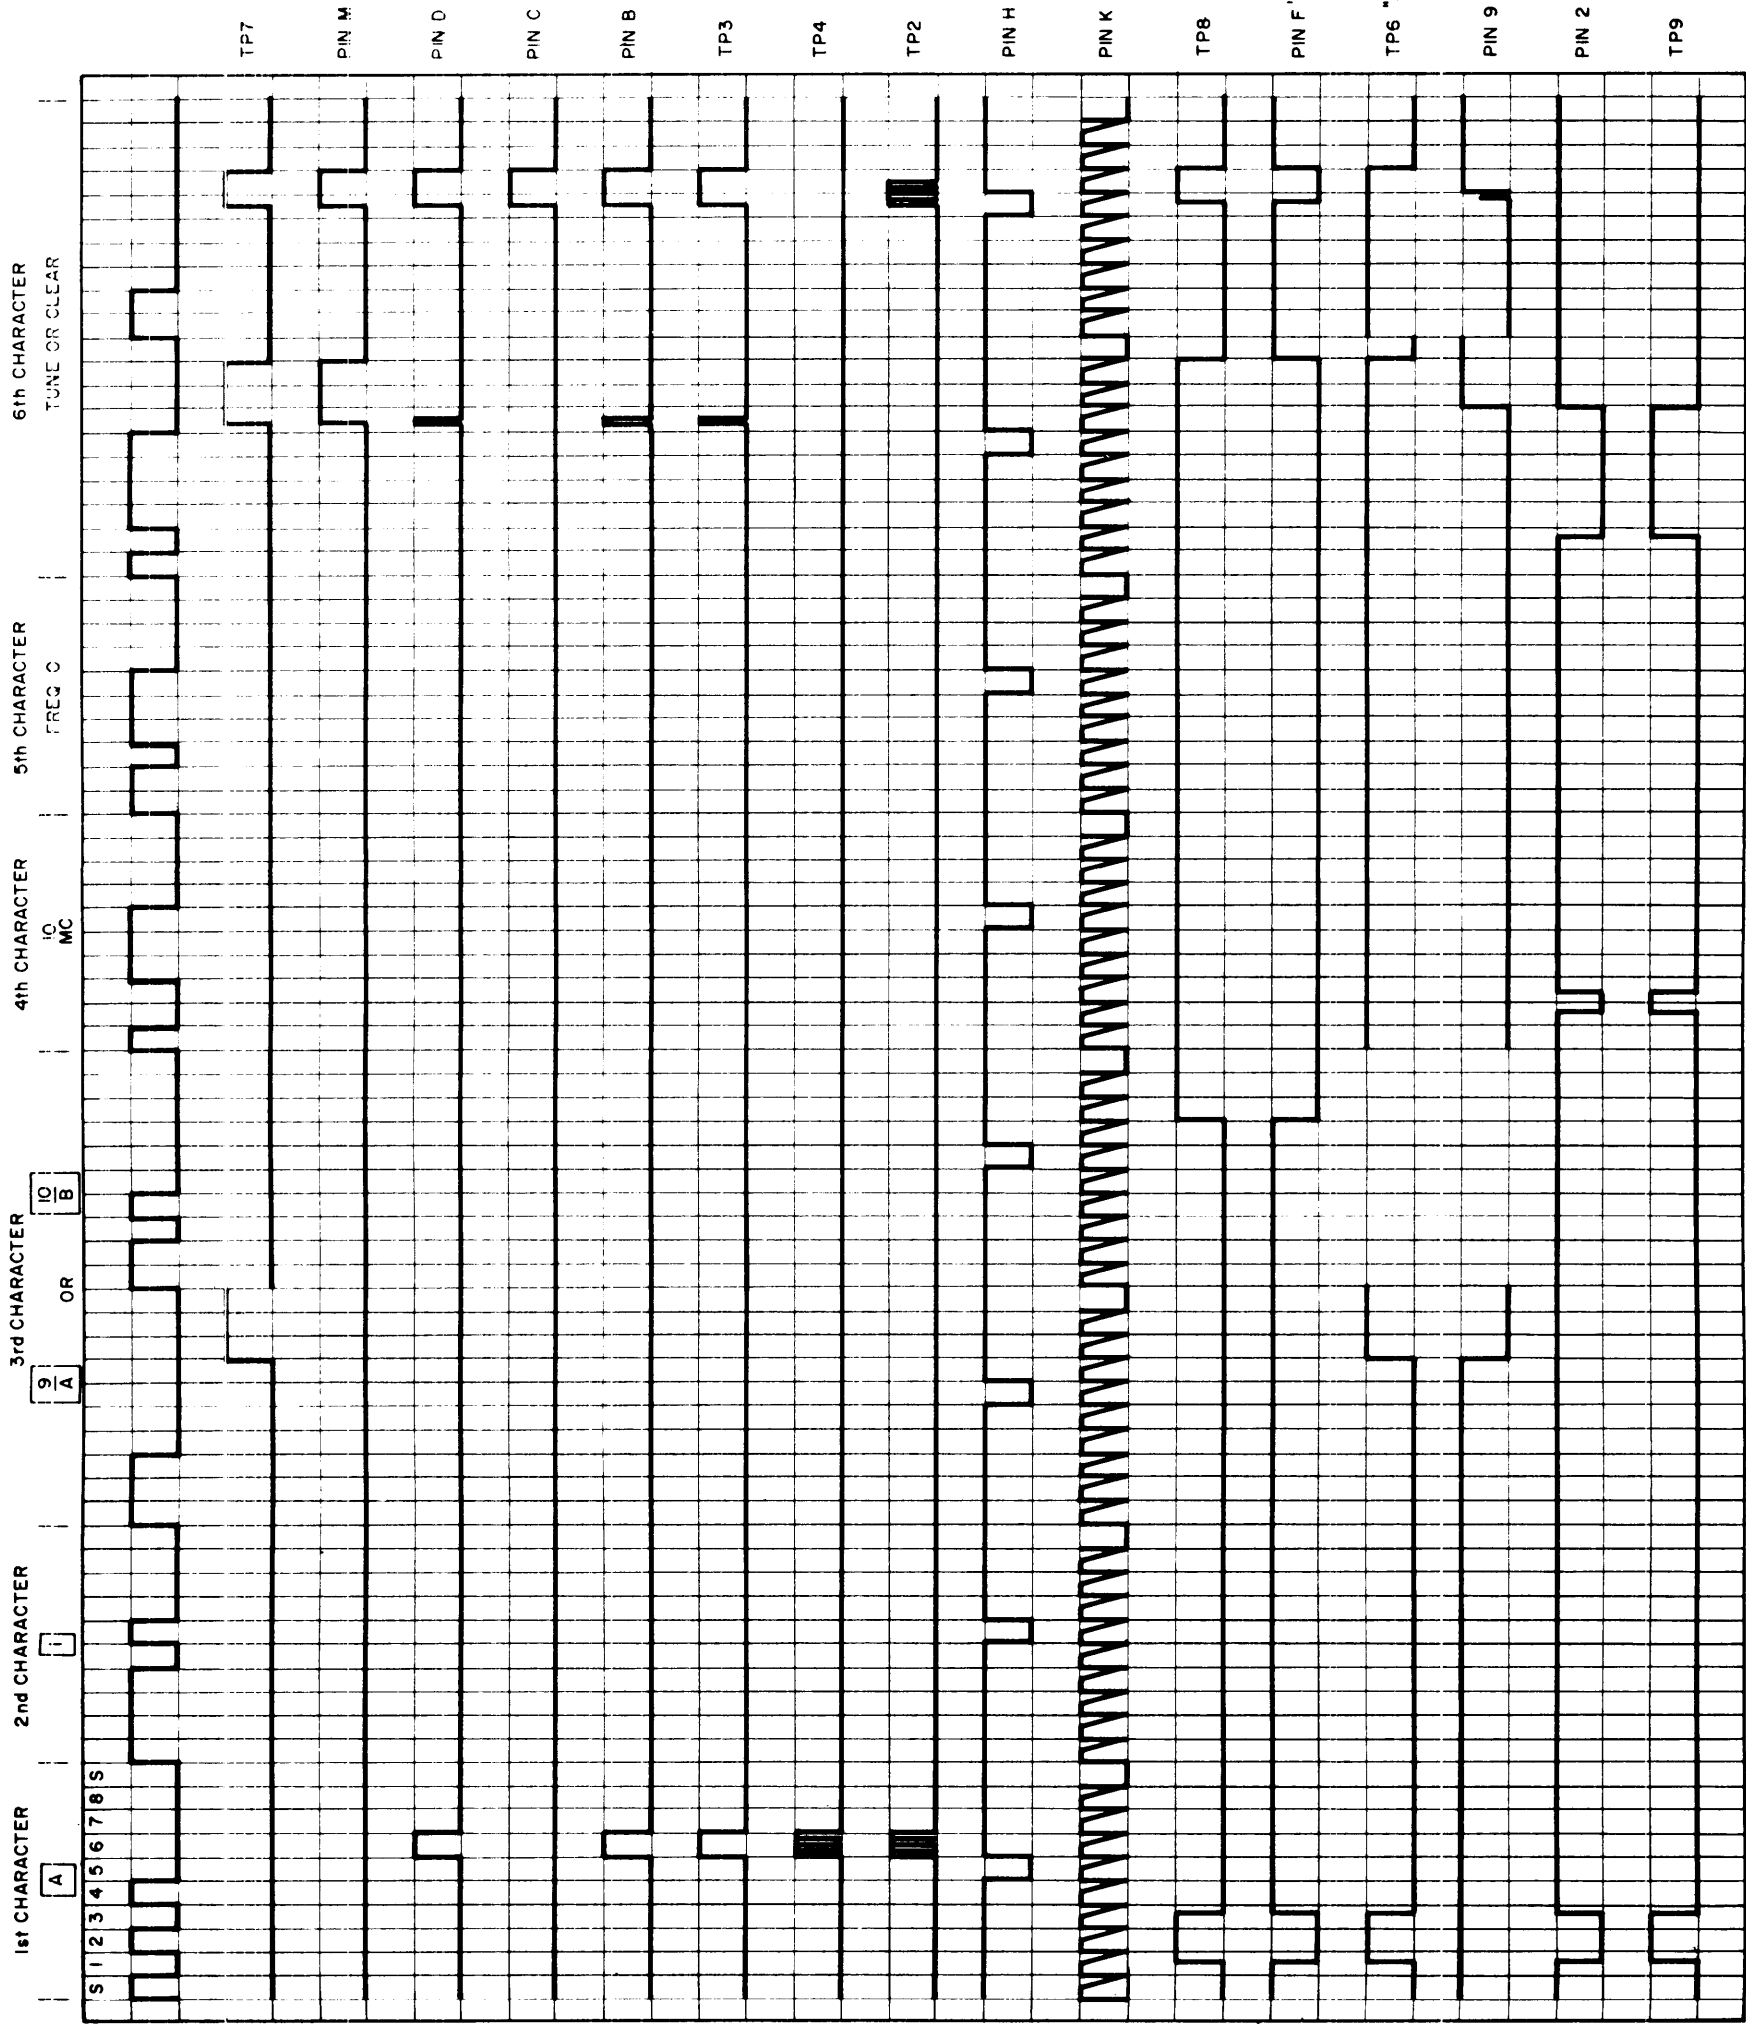 1st CHARACTER
2nd CHARACTER
3rd CHARACTER
4th CHARACTER
5th CHARACTER
6th CHARACTER
A
1
9
A
OR
10
B
10
MC
FREQ C
TUNE OR CLEAR
S 1 2 3 4 5 6 7 8 S
TP7
PIN M
PIN D
PIN C
PIN B
TP3
TP4
TP2
PIN H
PIN K
TP8
PIN F'
TP6"
PIN 9
PIN 2
TP9